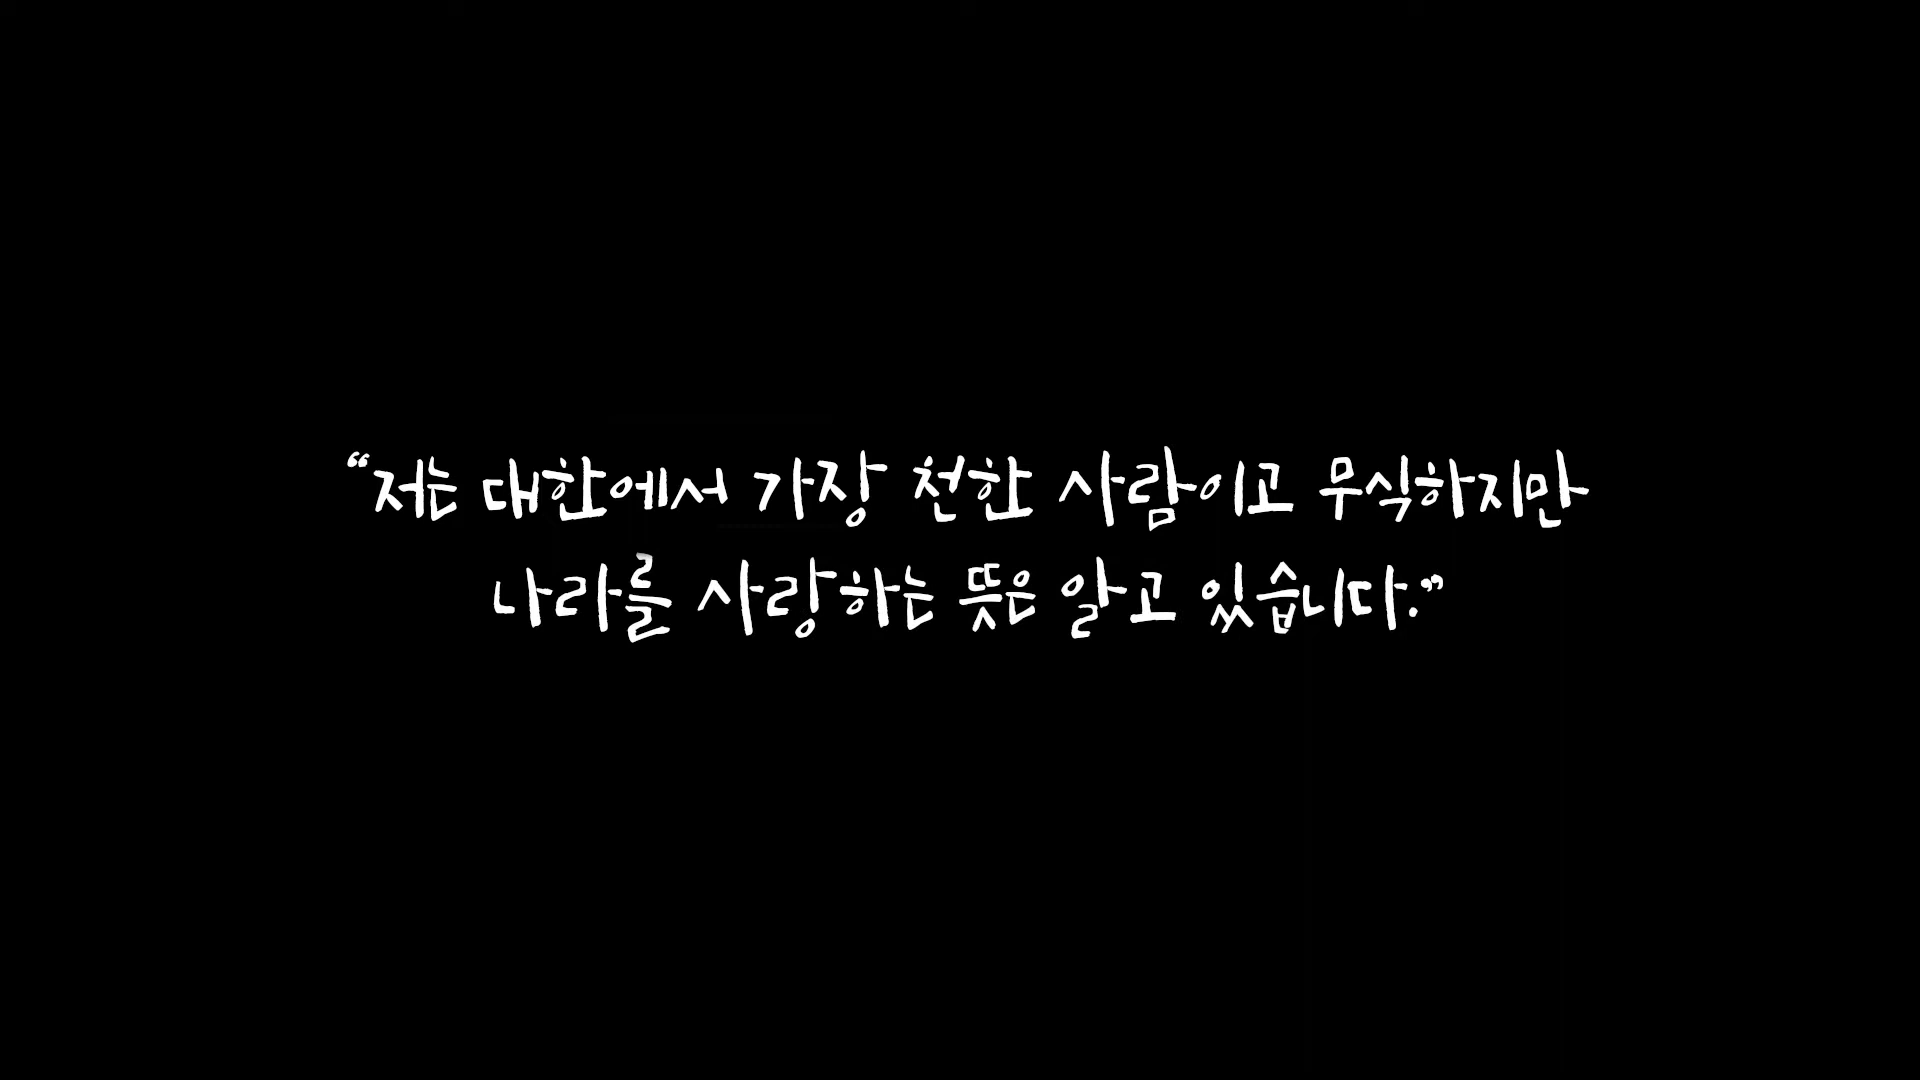 “저는 대한에서 가장 천한 사람이고 무식하지만
나라를 사랑하는 뜻은 알고 있습니다.”